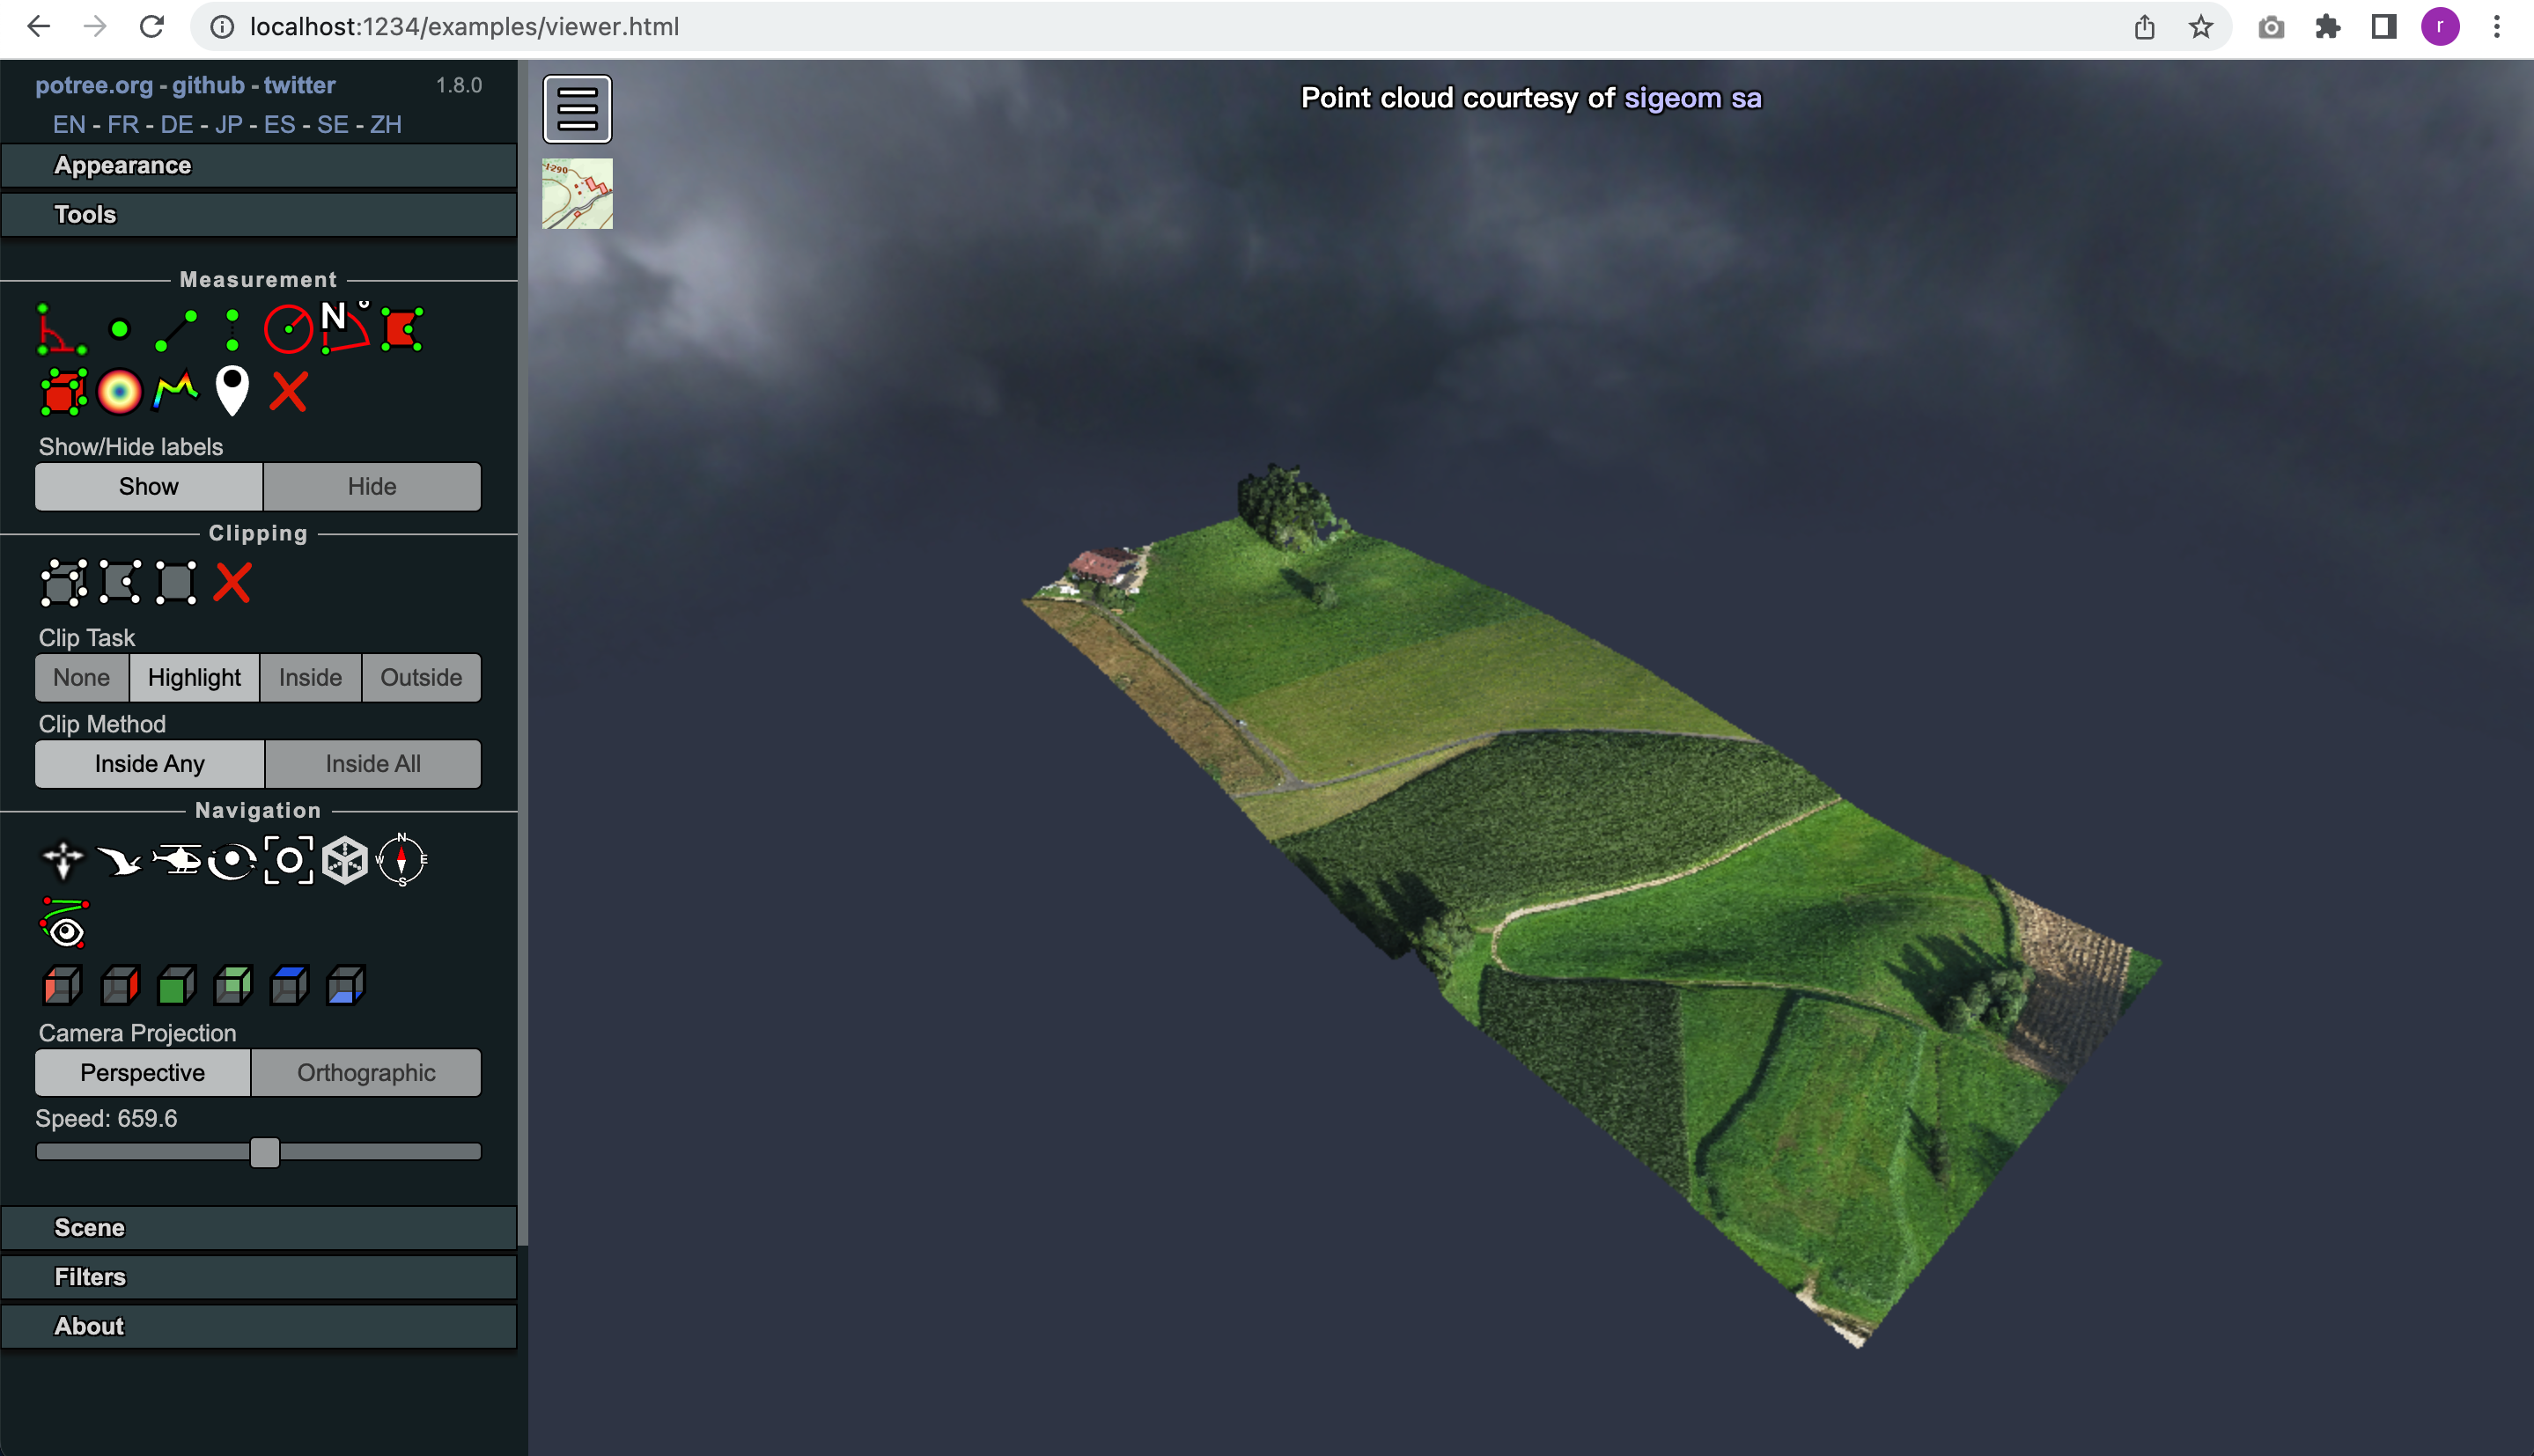 localhost:1234/examples/viewer.html
r
potree.org - github - twitter 1.8.0
EN - FR - DE - JP - ES - SE - ZH
Appearance
Tools
Measurement
N°
Show/Hide labels
Show Hide
Clipping
Clip Task
None Highlight Inside Outside
Clip Method
Inside Any Inside All
Navigation
N
W E
S
Camera Projection
Perspective Orthographic
Speed: 659.6
Scene
Filters
About
1290
Point cloud courtesy of sigeom sa